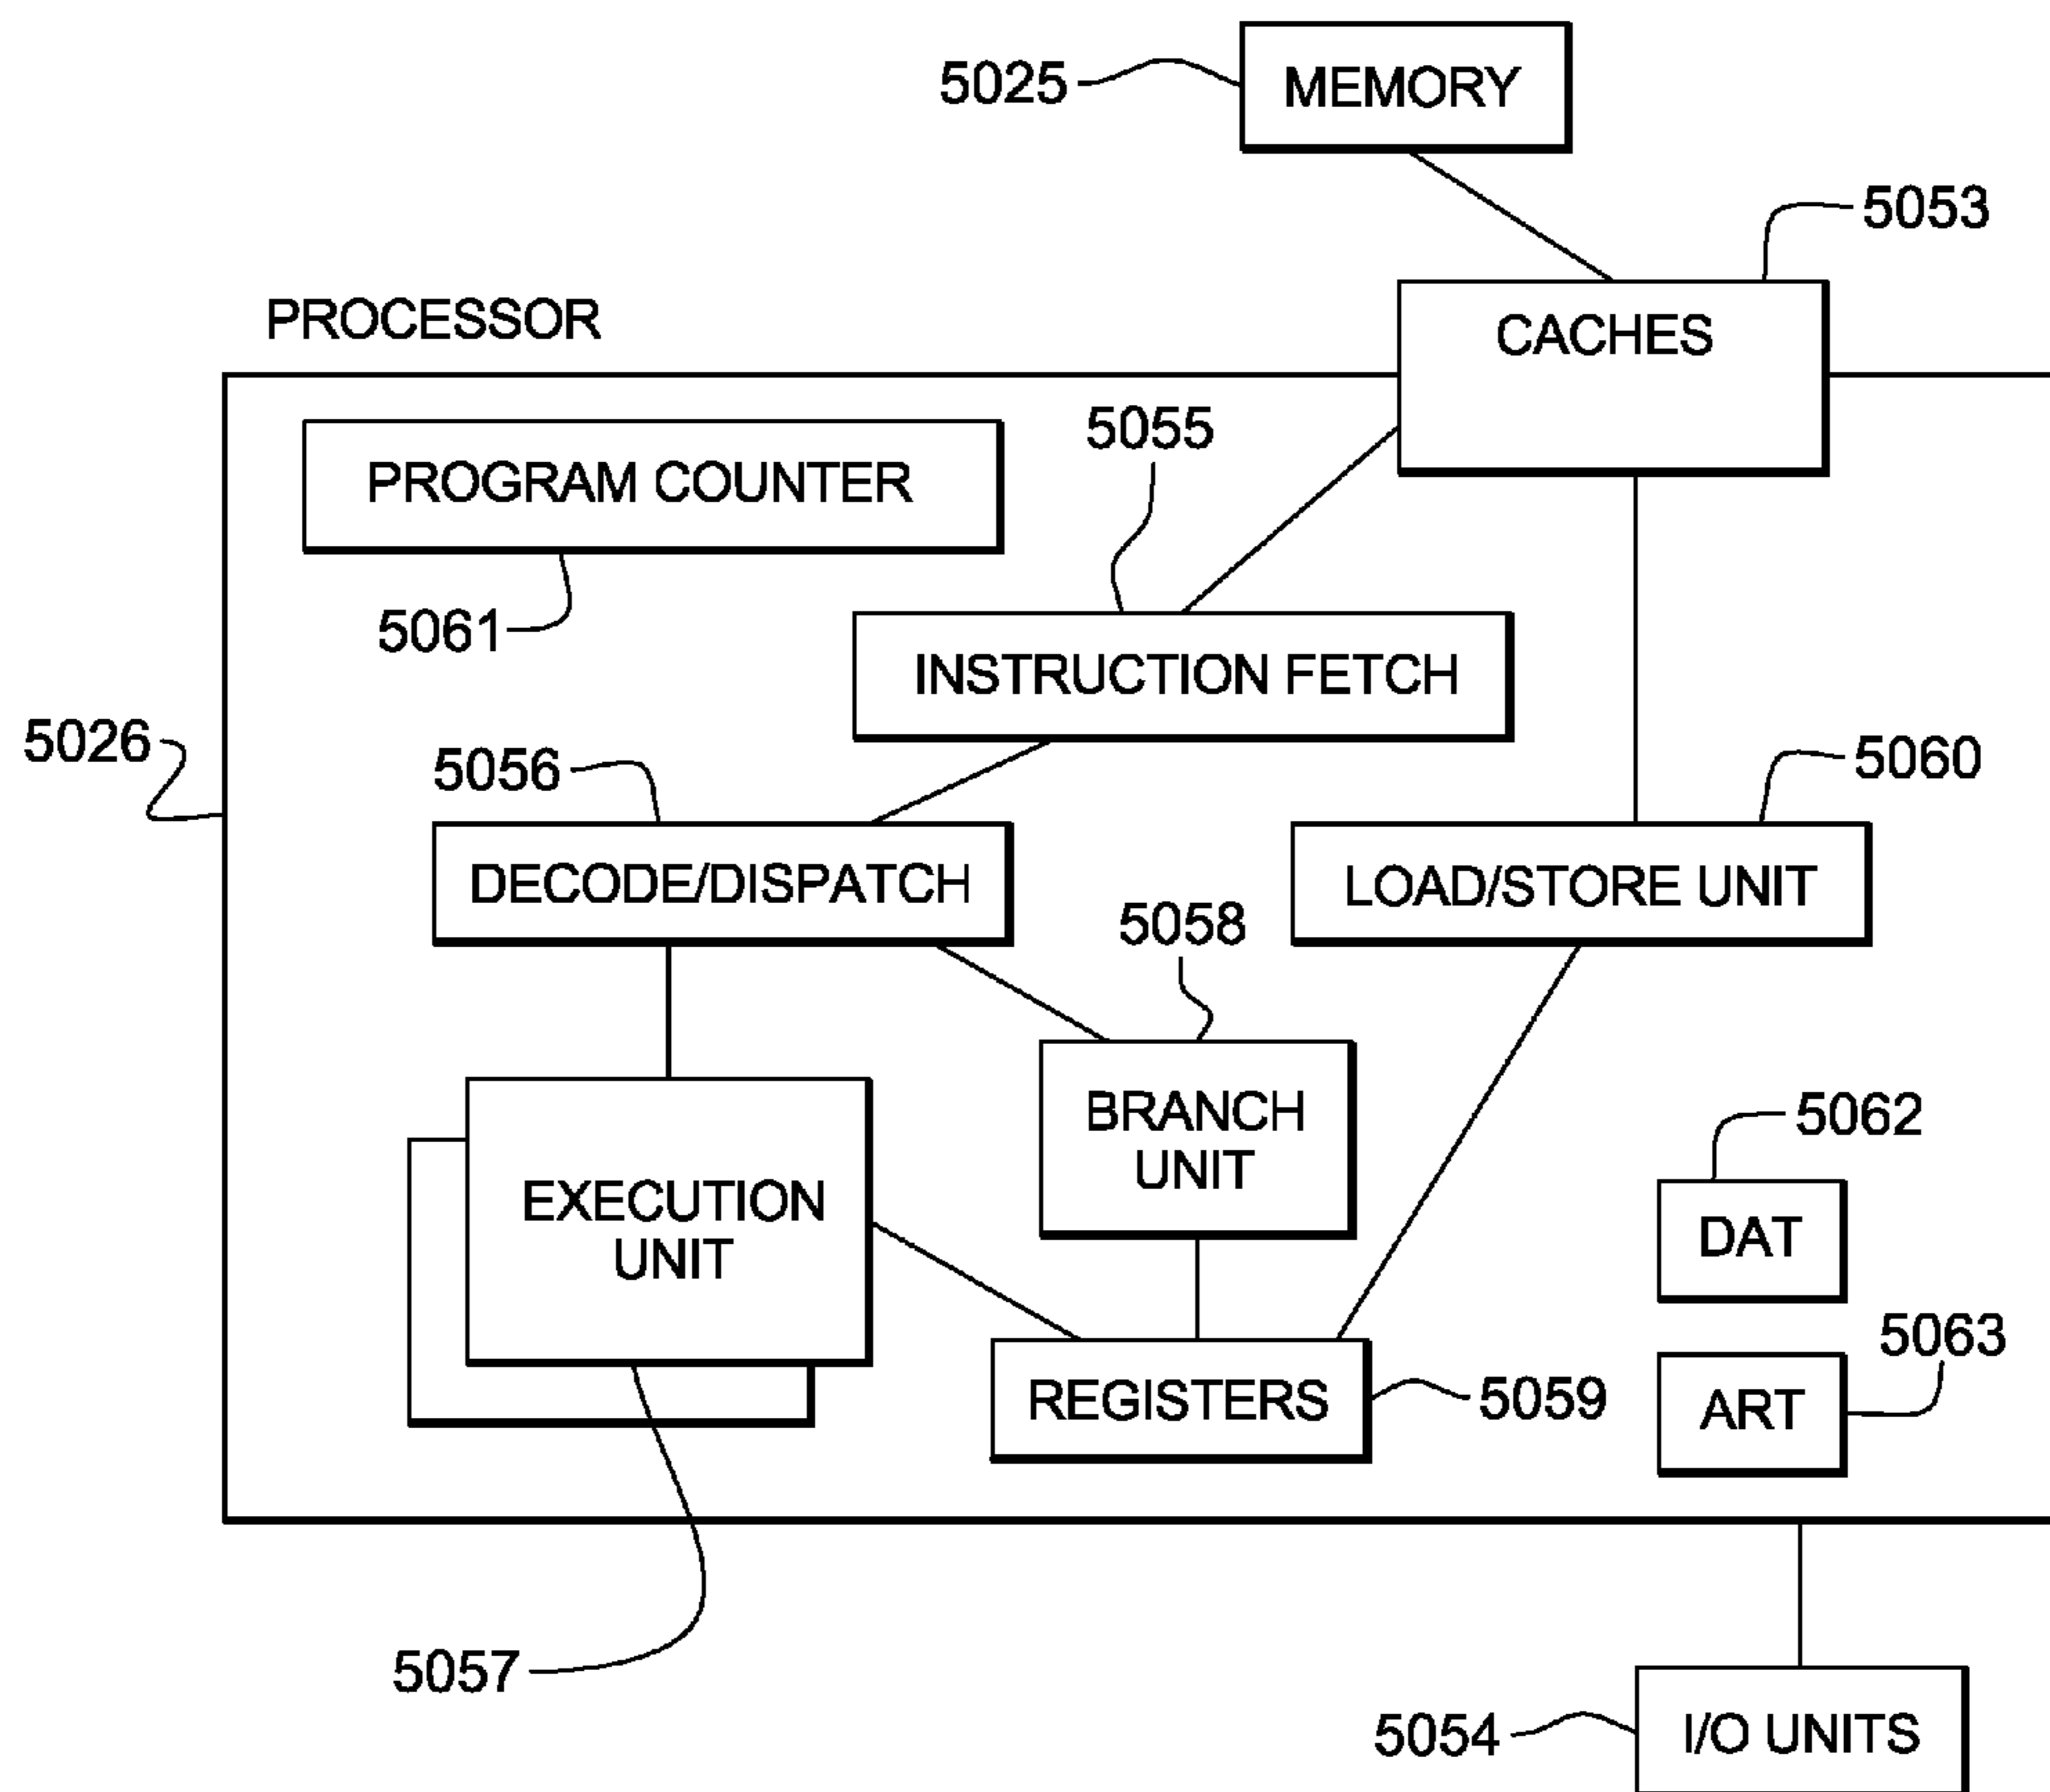 MEMORY
5025
5053
CACHES
PROCESSOR
5055
PROGRAM COUNTER
5061
INSTRUCTION FETCH
5026
5056
5060
DECODE/DISPATCH
LOAD/STORE UNIT
5058
BRANCH
UNIT
5062
EXECUTION
UNIT
DAT
5063
REGISTERS
5059
ART
5057
5054
I/O UNITS